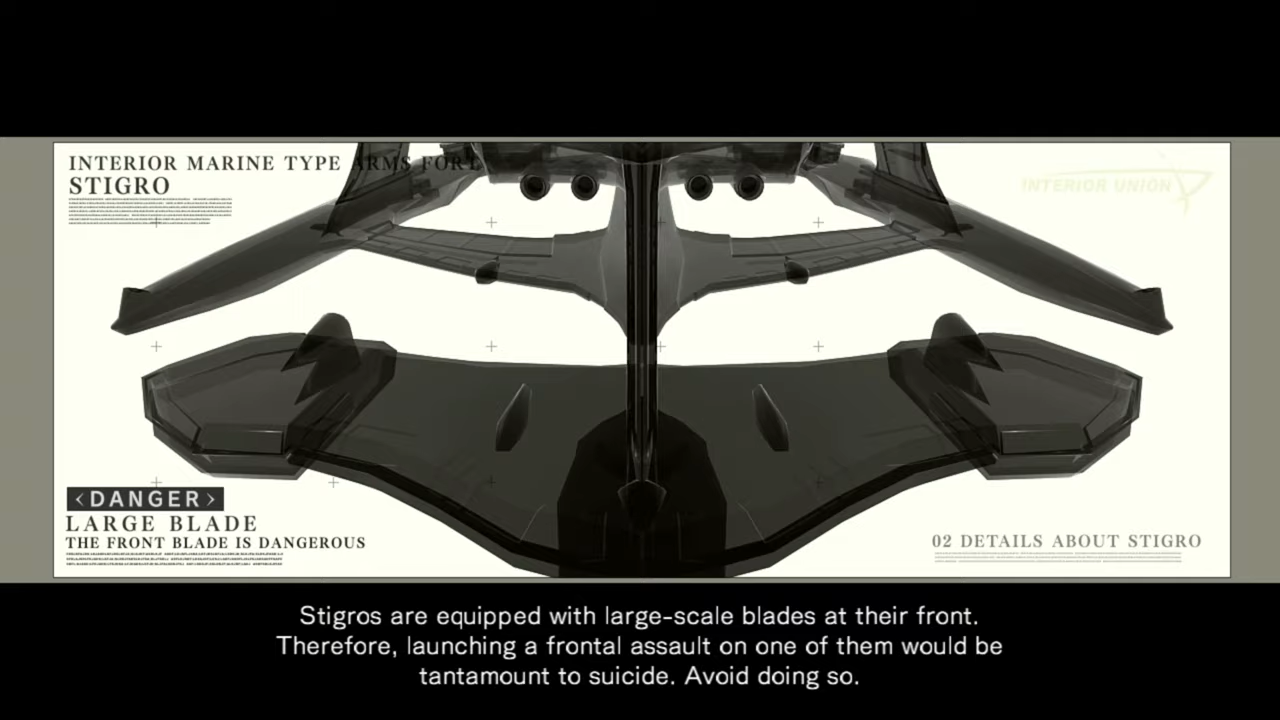 INTERIOR MARINE TYPE ARMS FORT
STIGRO
INTERIOR UNION
<DANGER>
LARGE BLADE
THE FRONT BLADE IS DANGEROUS
02 DETAILS ABOUT STIGRO
Stigros are equipped with large-scale blades at their front.
Therefore, launching a frontal assault on one of them would be
tantamount to suicide. Avoid doing so.